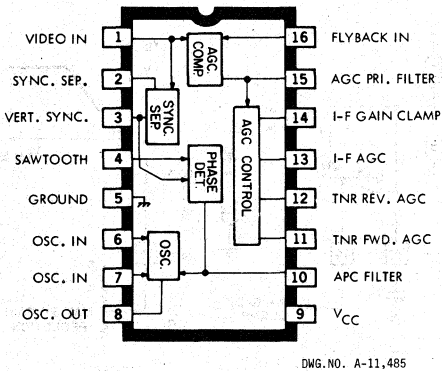 VIDEO IN 1 AGC COMP. 16 FLYBACK IN
SYNC. SEP. 2 SYNC. SEP. 15 AGC PRI. FILTER
VERT. SYNC. 3 AGC CONTROL 14 I-F GAIN CLAMP
SAWTOOTH 4 PHASE DET. 13 I-F AGC
GROUND 5 12 TNR REV. AGC
OSC. IN 6 OSC. 11 TNR FWD. AGC
OSC. IN 7 10 APC FILTER
OSC. OUT 8 9 VCC
DWG.NO. A-11,485